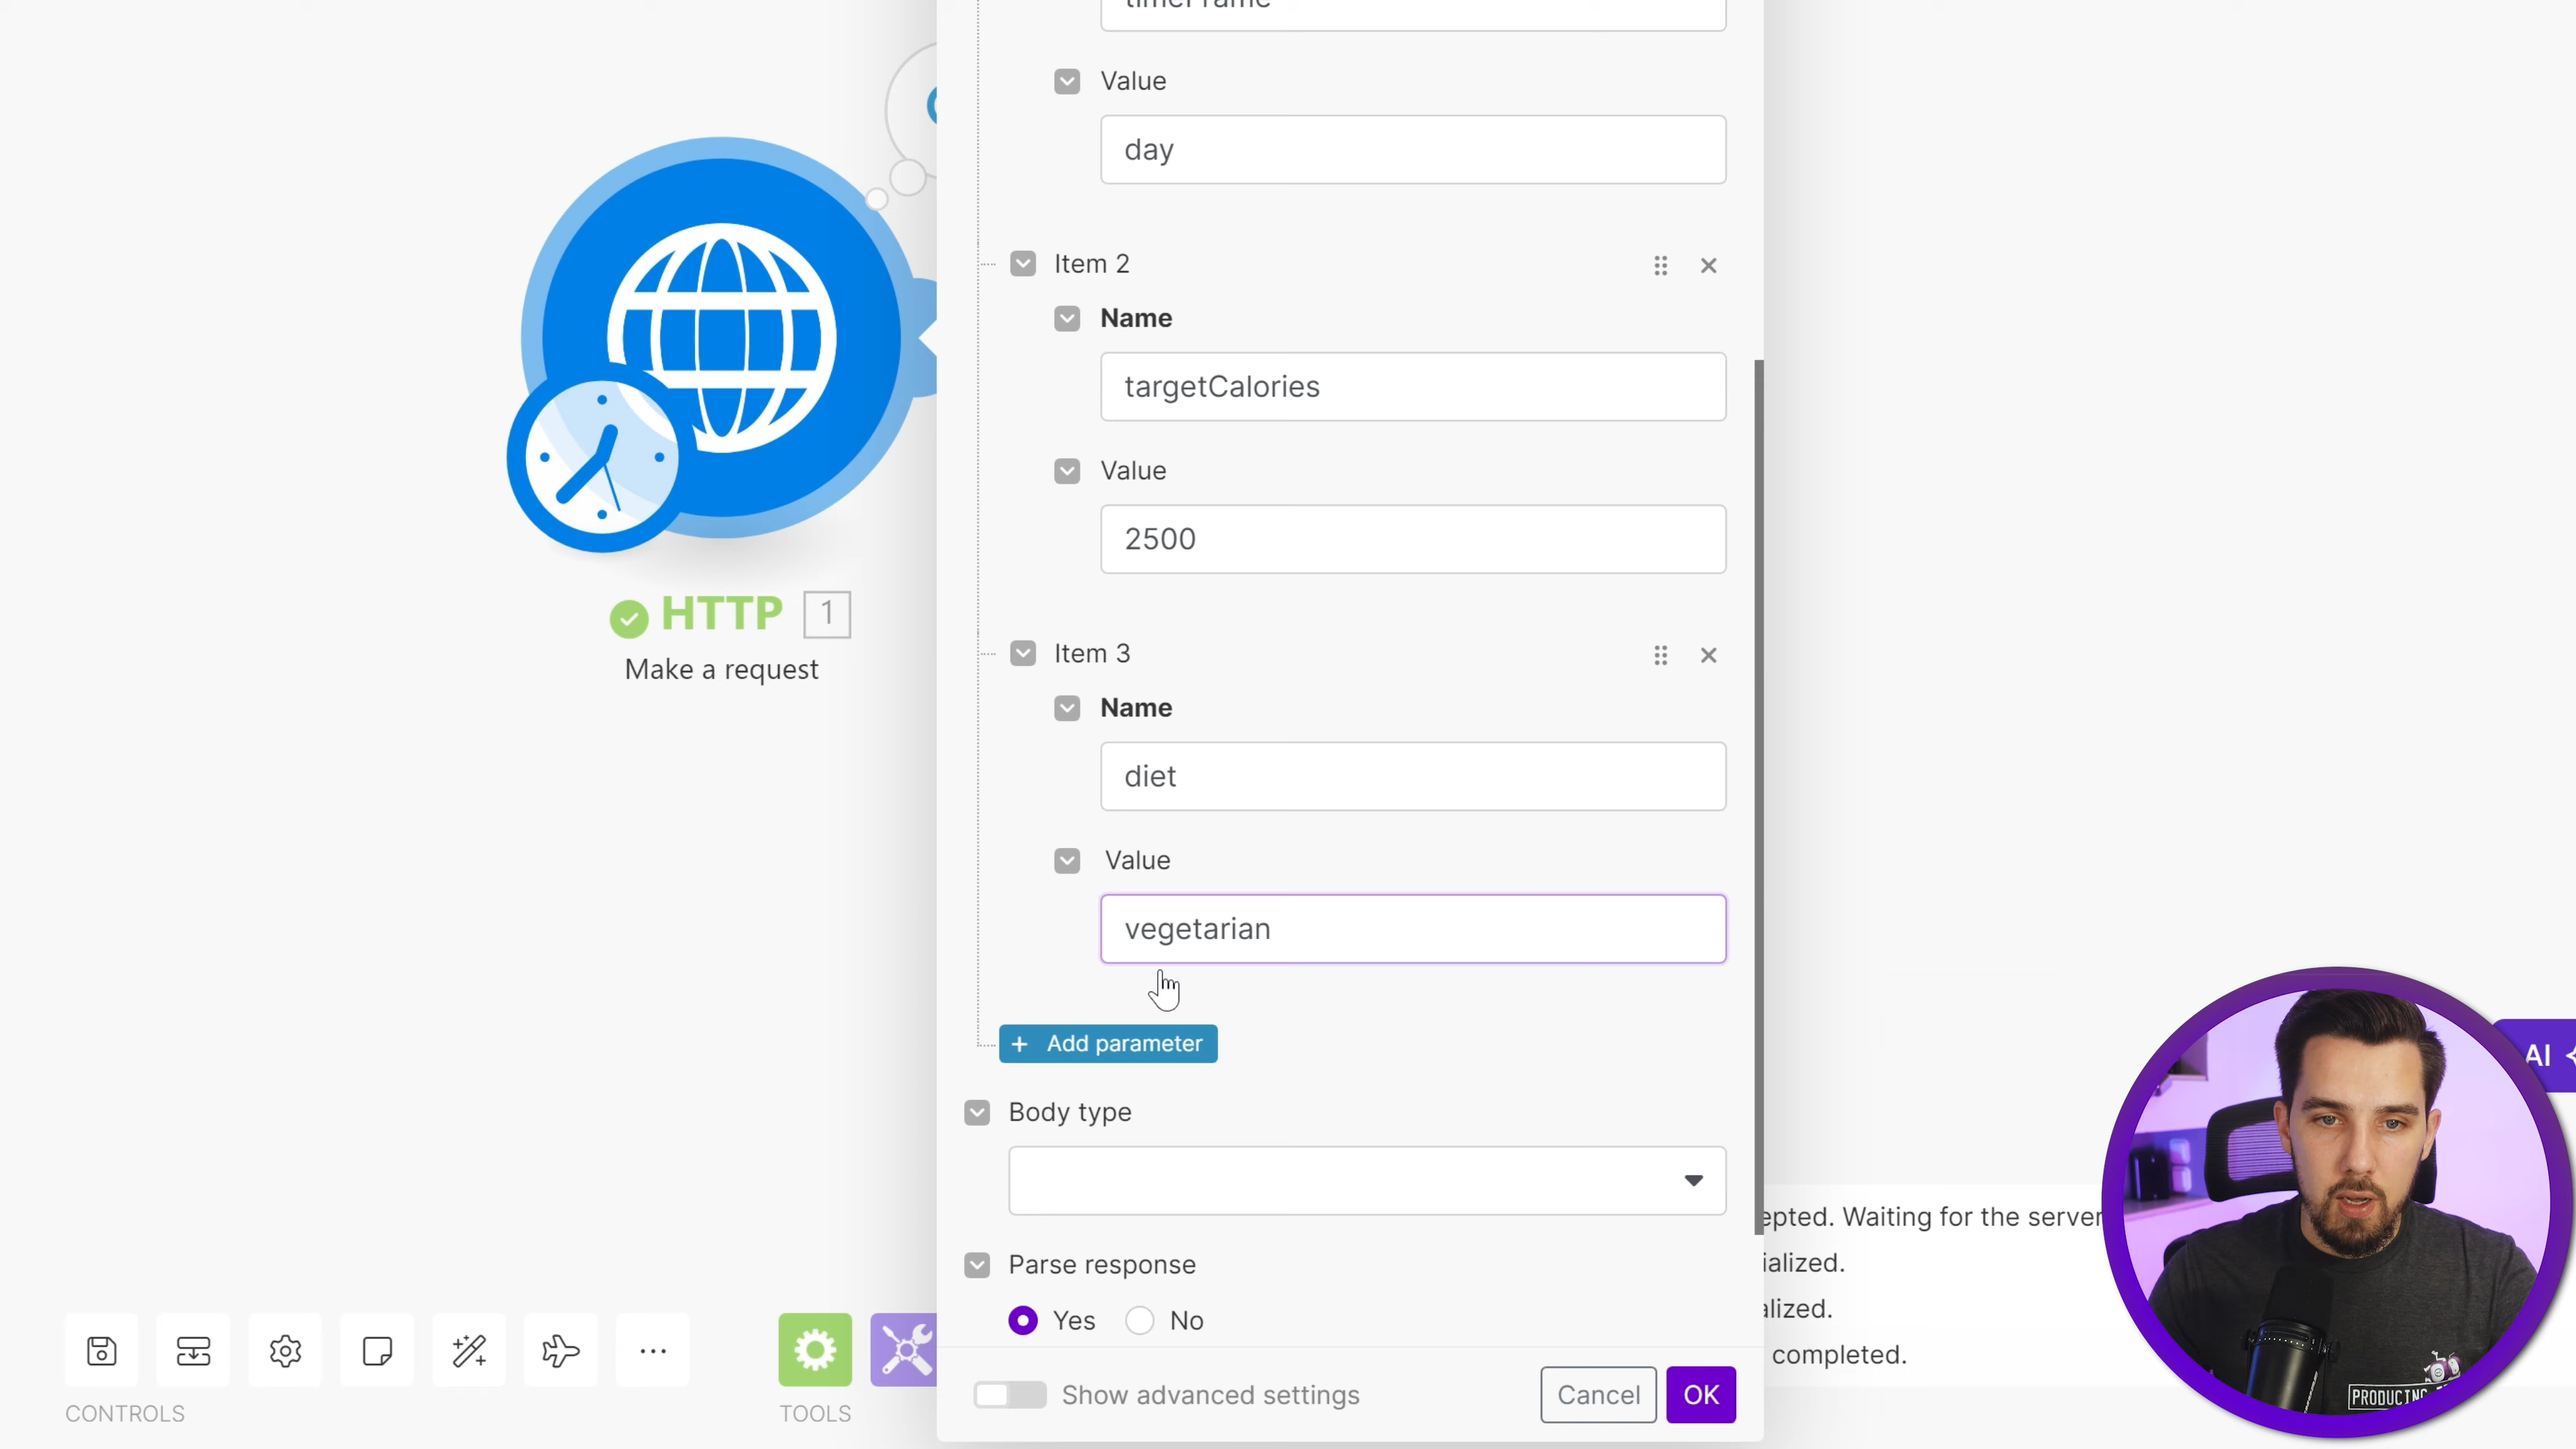 timeFrame
Value
day
Item 2
Name
targetCalories
Value
2500
Item 3
Name
diet
Value
vegetarian
+ Add parameter
Body type
Parse response
Yes No
Show advanced settings
Cancel OK
HTTP 1
Make a request
CONTROLS
TOOLS
AI
epted. Waiting for the server
ialized.
alized.
completed.
PRODUCING